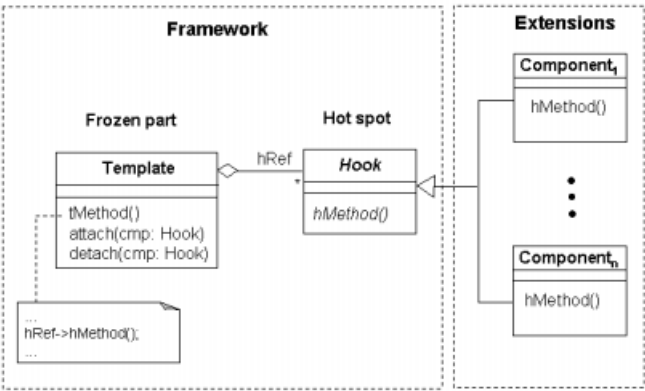 Framework
Frozen part
Hot spot
Template
tMethod()
attach(cmp: Hook)
detach(cmp: Hook)
hRef
*
Hook
hMethod()
...
hRef->hMethod();
...
Extensions
Component1
hMethod()
Componentn
hMethod()